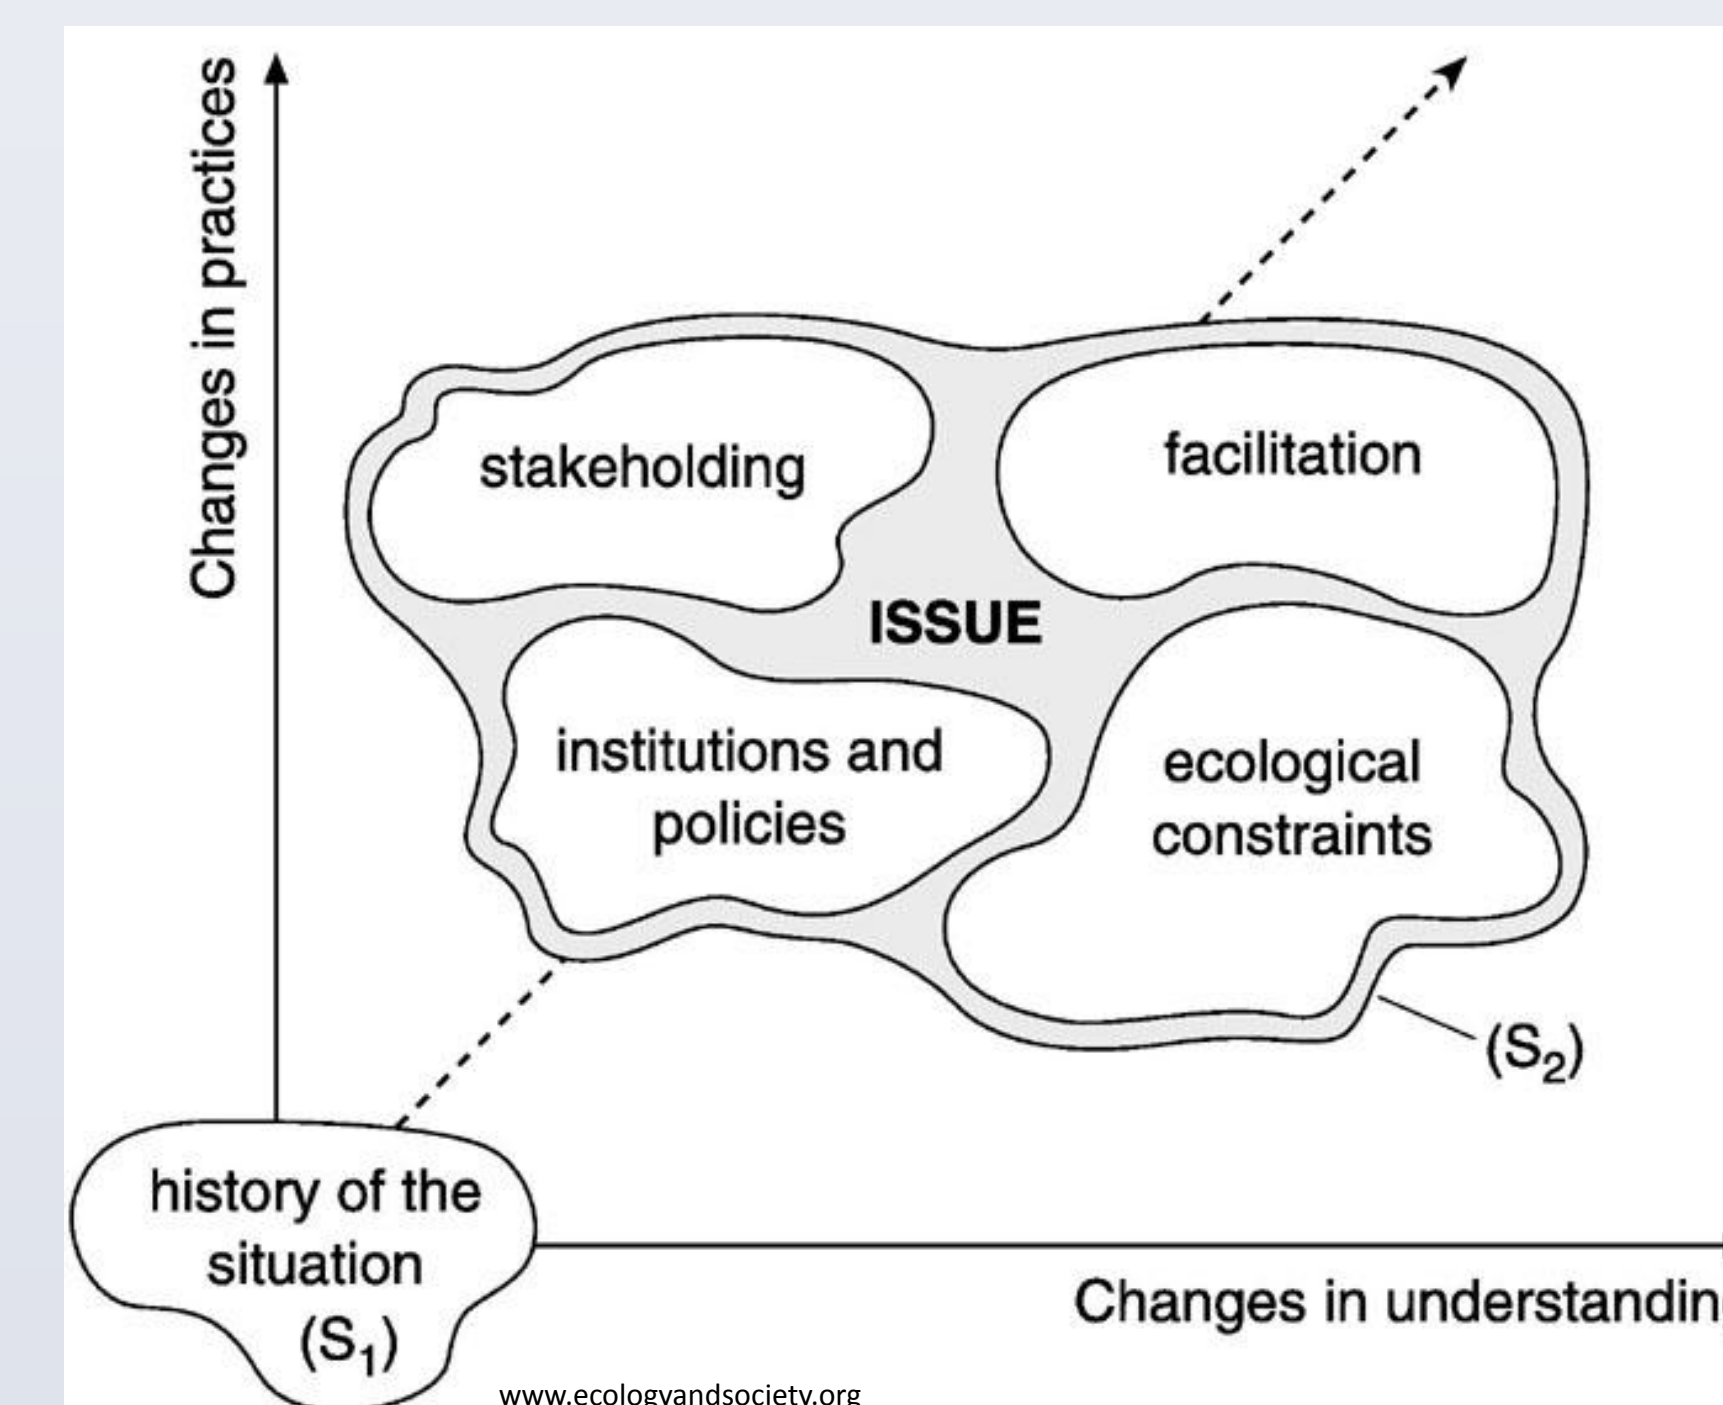 Changes in practices
stakeholding
facilitation
ISSUE
institutions and
policies
ecological
constraints
(S₂)
history of the
situation
(S₁)
Changes in understandin
www.ecologyandsociety.org